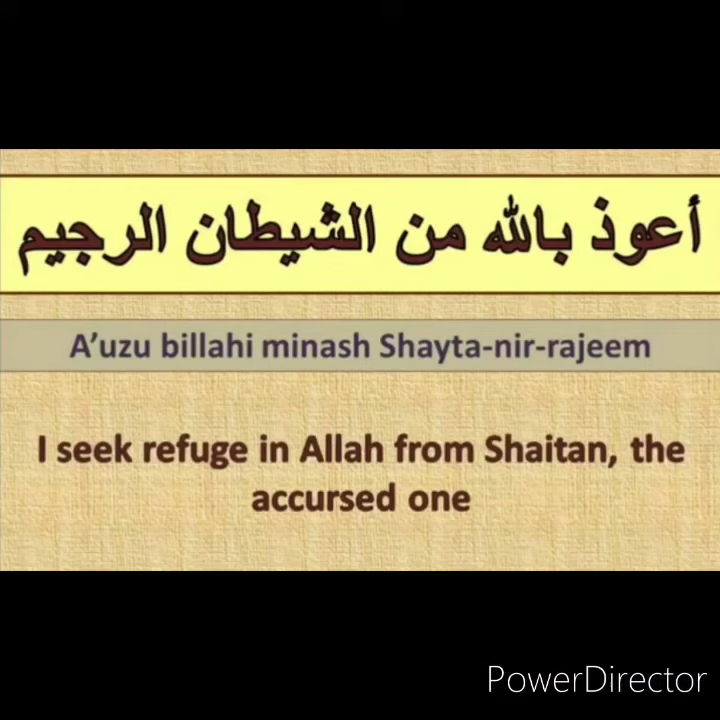 أعوذ بالله من الشيطان الرجيم
A’uzu billahi minash Shayta-nir-rajeem
I seek refuge in Allah from Shaitan, the
accursed one
PowerDirector